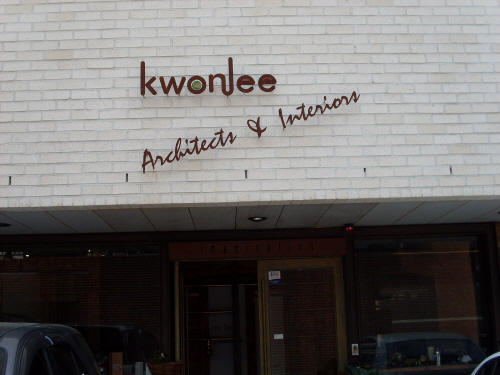 kwonlee
Architects & Interiors